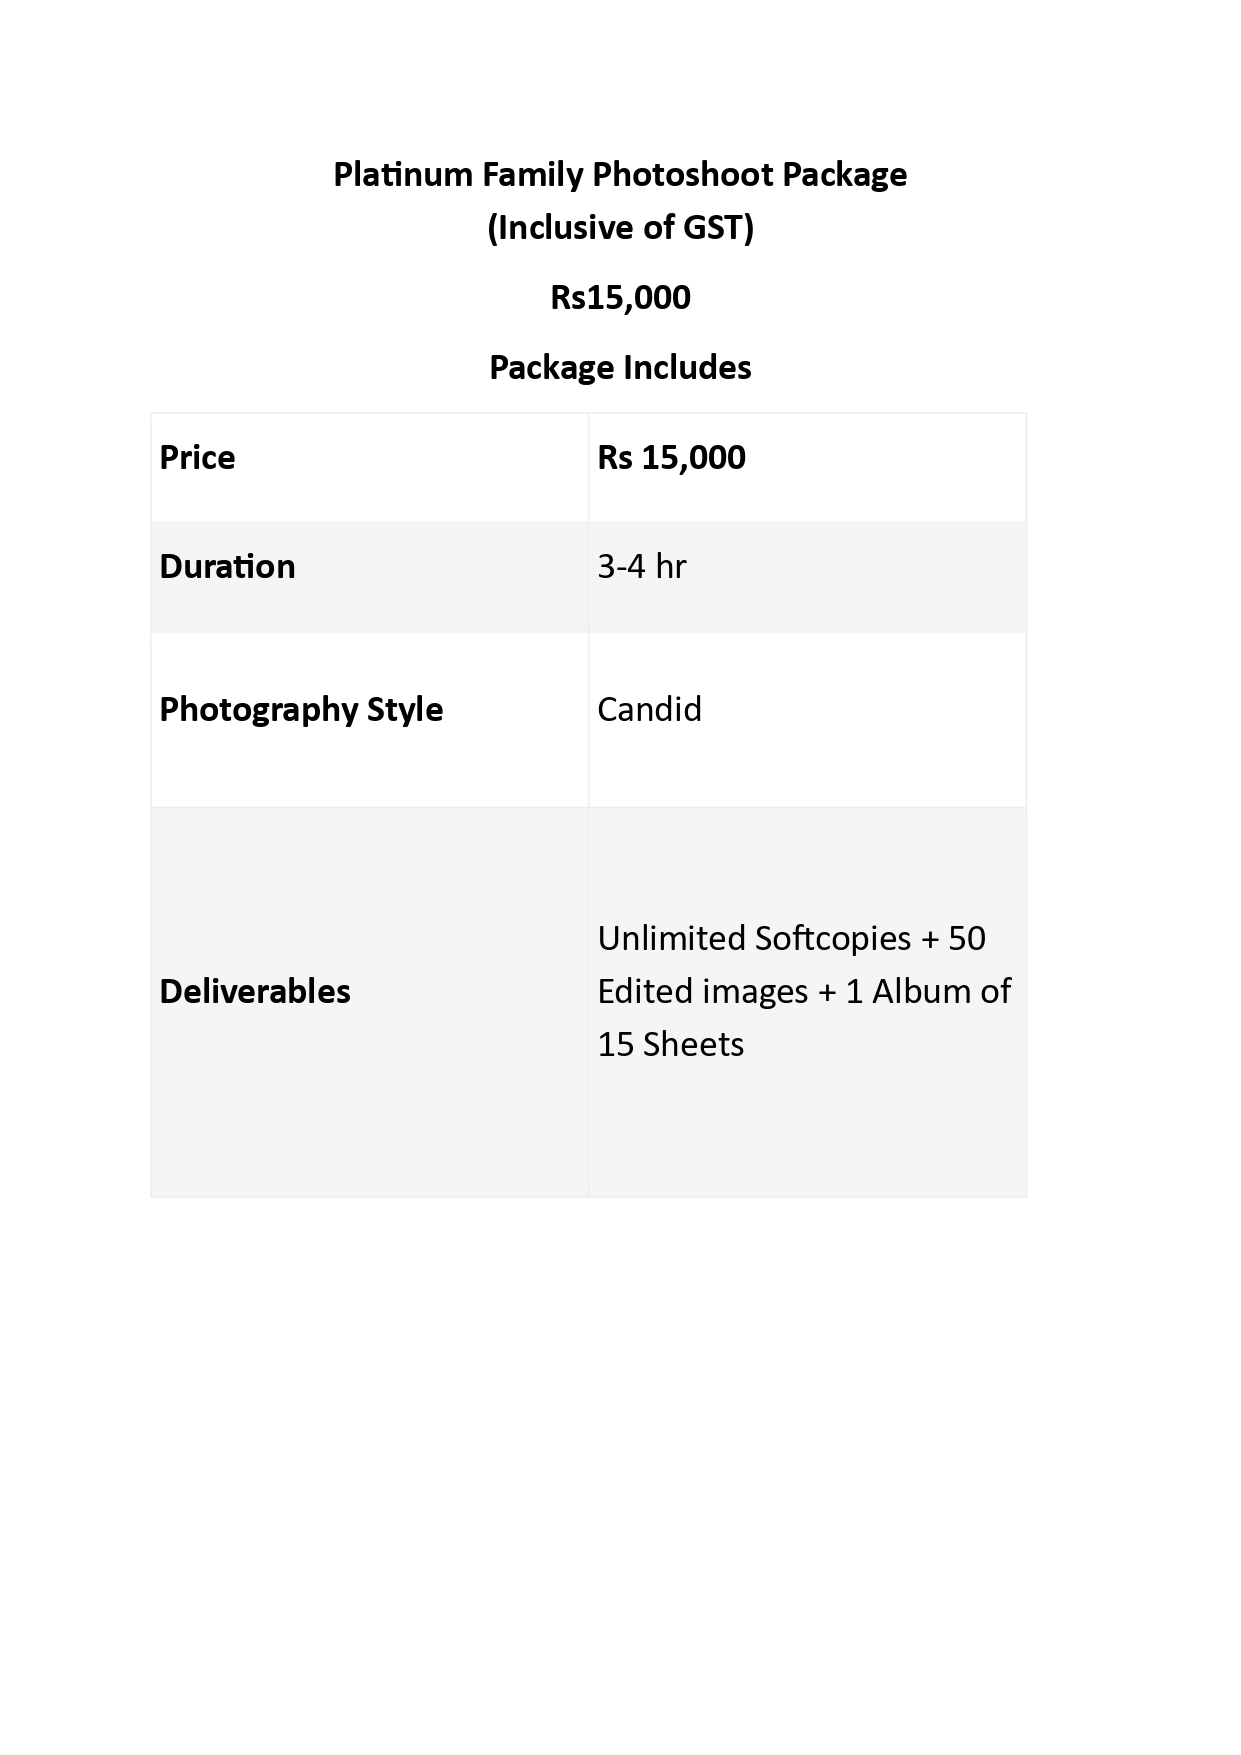 Platinum Family Photoshoot Package
(Inclusive of GST)
Rs15,000
Package Includes
Price Rs 15,000
Duration 3-4 hr
Photography Style Candid
Unlimited Softcopies + 50
Deliverables Edited images + 1 Album of
15 Sheets